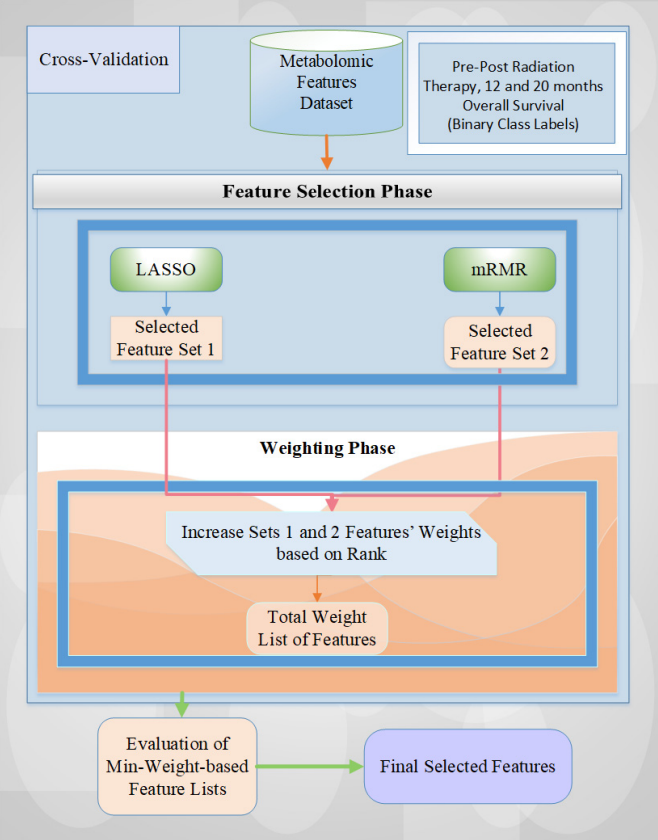 Cross-Validation
Metabolomic
Features
Dataset
Pre-Post Radiation
Therapy, 12 and 20 months
Overall Survival
(Binary Class Labels)
Feature Selection Phase
LASSO
mRMR
Selected
Feature Set 1
Selected
Feature Set 2
Weighting Phase
Increase Sets 1 and 2 Features’ Weights
based on Rank
Total Weight
List of Features
Evaluation of
Min-Weight-based
Feature Lists
Final Selected Features